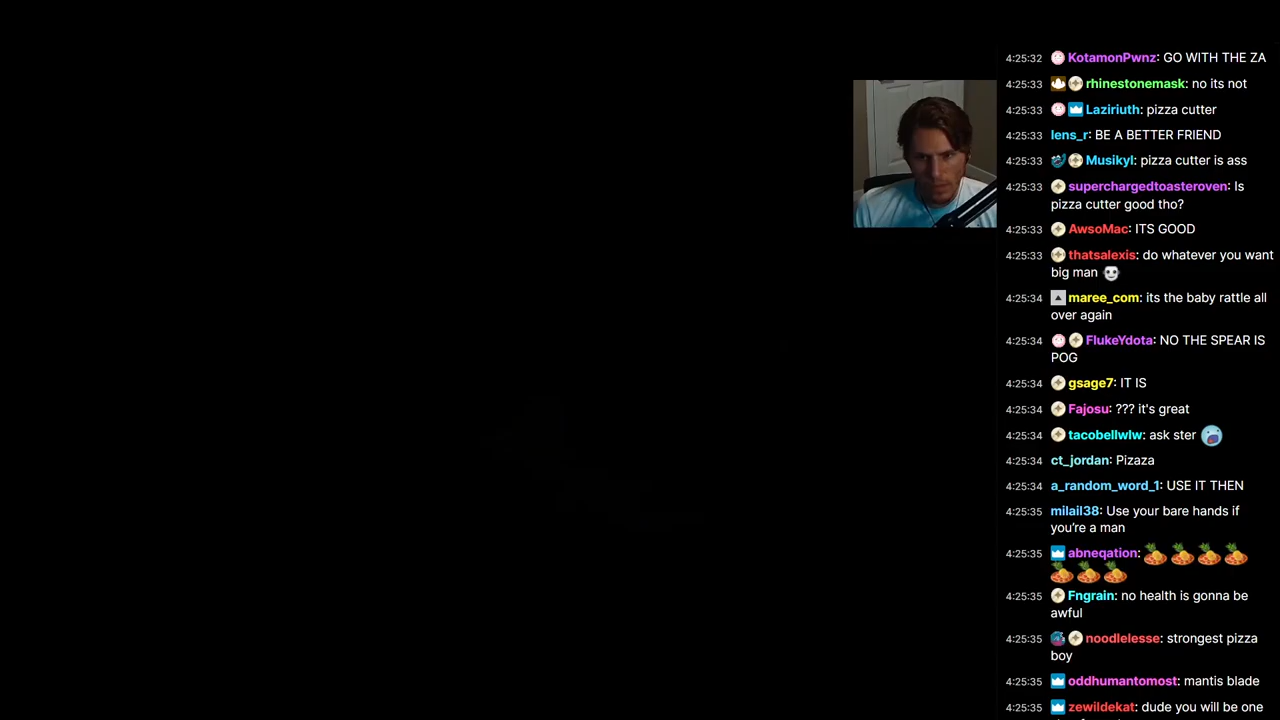 4:25:32 KotamonPwnz: GO WITH THE ZA
4:25:33 rhinestonemask: no its not
4:25:33 Laziriuth: pizza cutter
4:25:33 lens_r: BE A BETTER FRIEND
4:25:33 Musikyl: pizza cutter is ass
4:25:33 superchargedtoasteroven: Is
pizza cutter good tho?
4:25:33 AwsoMac: ITS GOOD
4:25:33 thatsalexis: do whatever you want
big man
4:25:34 maree_com: its the baby rattle all
over again
4:25:34 FlukeYdota: NO THE SPEAR IS
POG
4:25:34 gsage7: IT IS
4:25:34 Fajosu: ??? it's great
4:25:34 tacobellwlw: ask ster
4:25:34 ct_jordan: Pizaza
4:25:34 a_random_word_1: USE IT THEN
4:25:35 milail38: Use your bare hands if
you're a man
4:25:35 abneqation:
4:25:35 Fngrain: no health is gonna be
awful
4:25:35 noodlelesse: strongest pizza
boy
4:25:35 oddhumantomost: mantis blade
4:25:35 zewildekat: dude you will be one